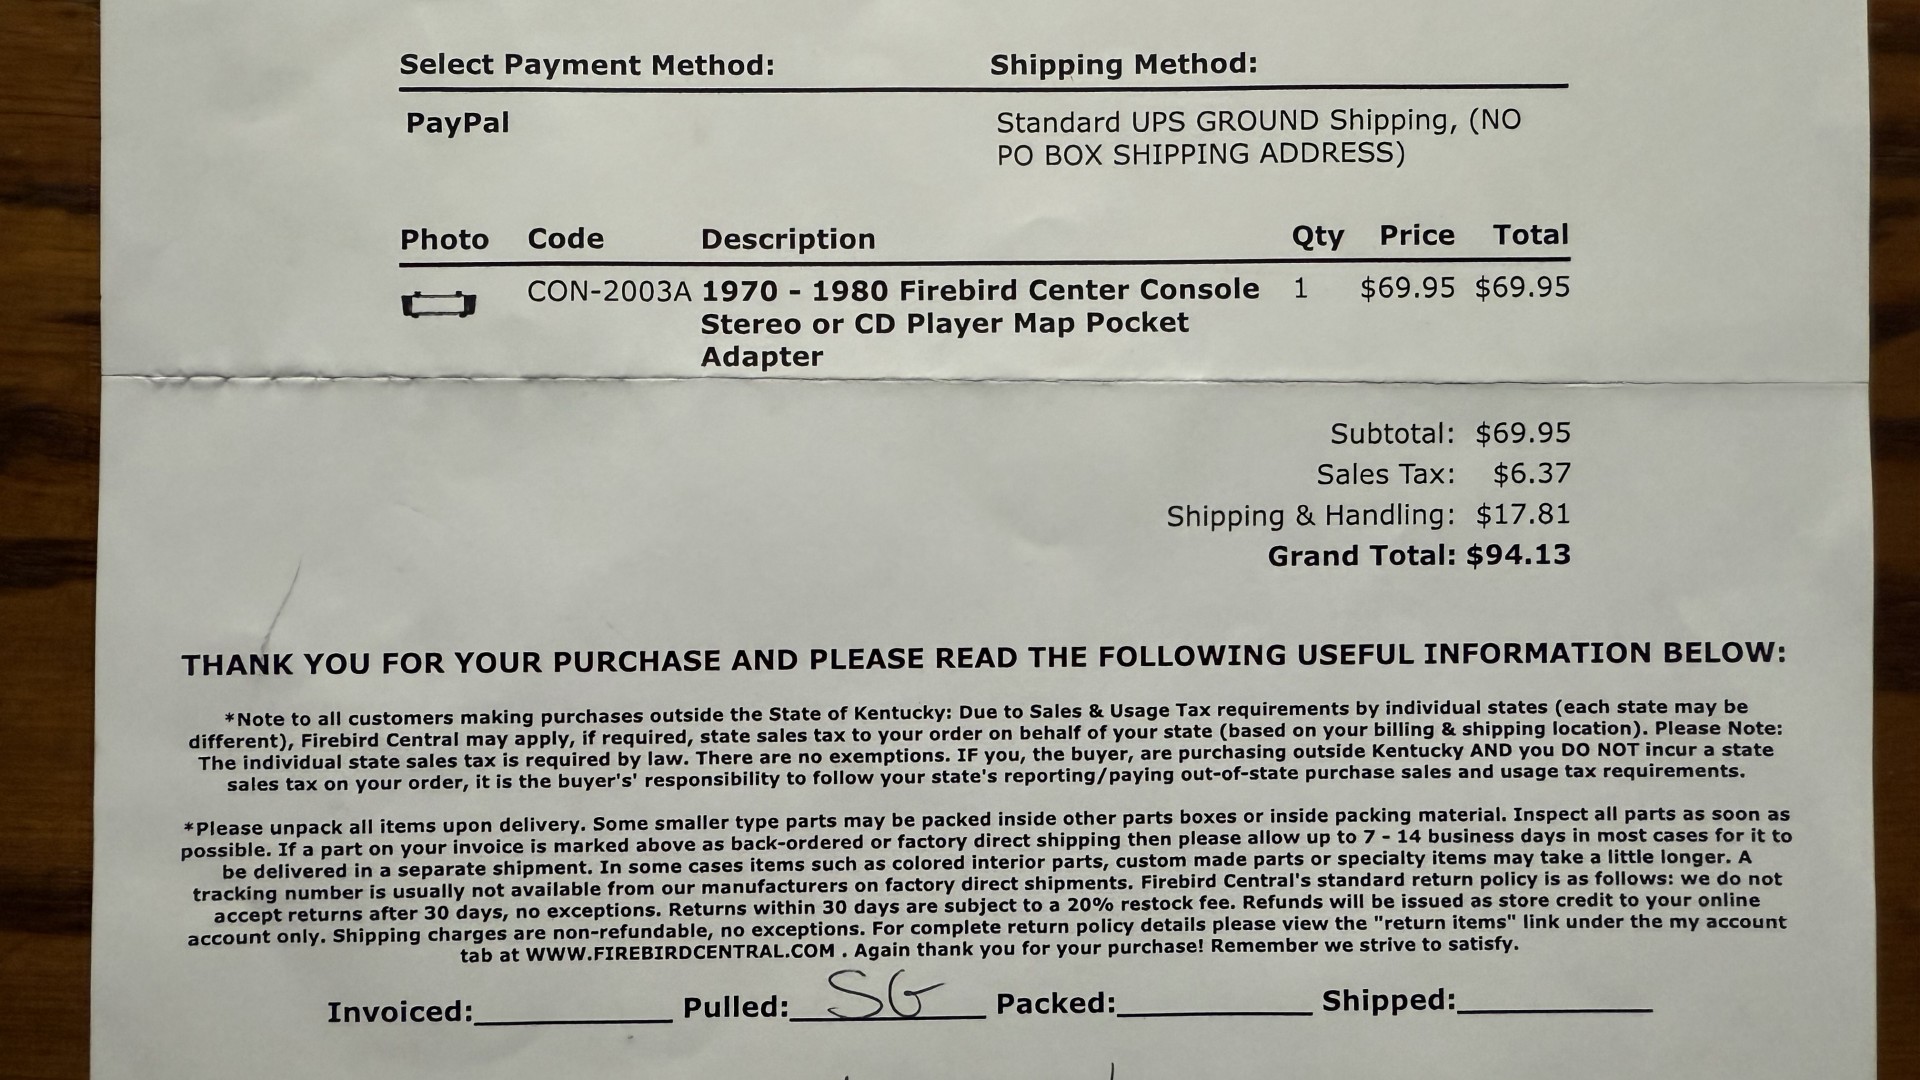 Select Payment Method: Shipping Method:
PayPal Standard UPS GROUND Shipping, (NO
PO BOX SHIPPING ADDRESS)
Photo Code Description Qty Price Total
CON-2003A 1970 - 1980 Firebird Center Console 1 $69.95 $69.95
Stereo or CD Player Map Pocket
Adapter
Subtotal: $69.95
Sales Tax: $6.37
Shipping & Handling: $17.81
Grand Total: $94.13
THANK YOU FOR YOUR PURCHASE AND PLEASE READ THE FOLLOWING USEFUL INFORMATION BELOW:
*Note to all customers making purchases outside the State of Kentucky: Due to Sales & Usage Tax requirements by individual states (each state may be
different), Firebird Central may apply, if required, state sales tax to your order on behalf of your state (based on your billing & shipping location). Please Note:
The individual state sales tax is required by law. There are no exemptions. IF you, the buyer, are purchasing outside Kentucky AND you DO NOT incur a state
sales tax on your order, it is the buyer's' responsibility to follow your state's reporting/paying out-of-state purchase sales and usage tax requirements.
*Please unpack all items upon delivery. Some smaller type parts may be packed inside other parts boxes or inside packing material. Inspect all parts as soon as
possible. If a part on your invoice is marked above as back-ordered or factory direct shipping then please allow up to 7 - 14 business days in most cases for it to
be delivered in a separate shipment. In some cases items such as colored interior parts, custom made parts or specialty items may take a little longer. A
tracking number is usually not available from our manufacturers on factory direct shipments. Firebird Central's standard return policy is as follows: we do not
accept returns after 30 days, no exceptions. Returns within 30 days are subject to a 20% restock fee. Refunds will be issued as store credit to your online
account only. Shipping charges are non-refundable, no exceptions. For complete return policy details please view the "return items" link under the my account
tab at WWW.FIREBIRDCENTRAL.COM . Again thank you for your purchase! Remember we strive to satisfy.
Invoiced: Pulled: SG Packed: Shipped: